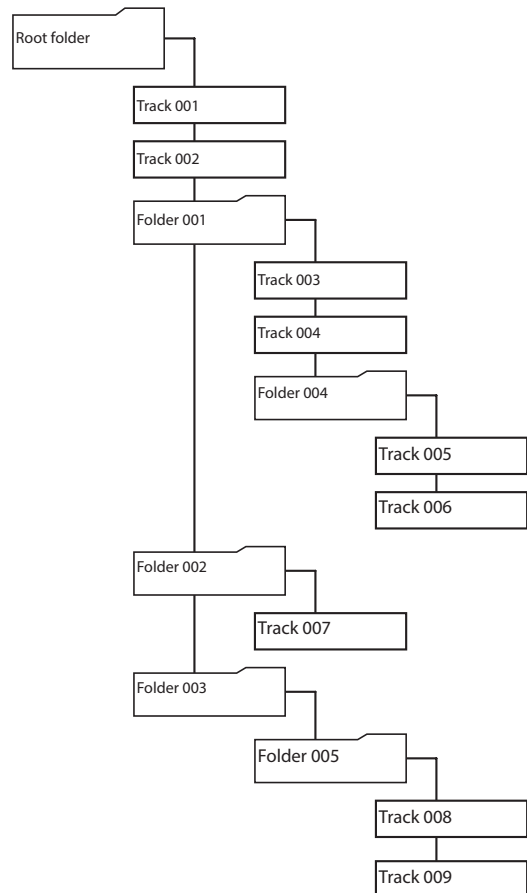 Root folder
Track 001
Track 002
Folder 001
Track 003
Track 004
Folder 004
Track 005
Track 006
Folder 002
Track 007
Folder 003
Folder 005
Track 008
Track 009